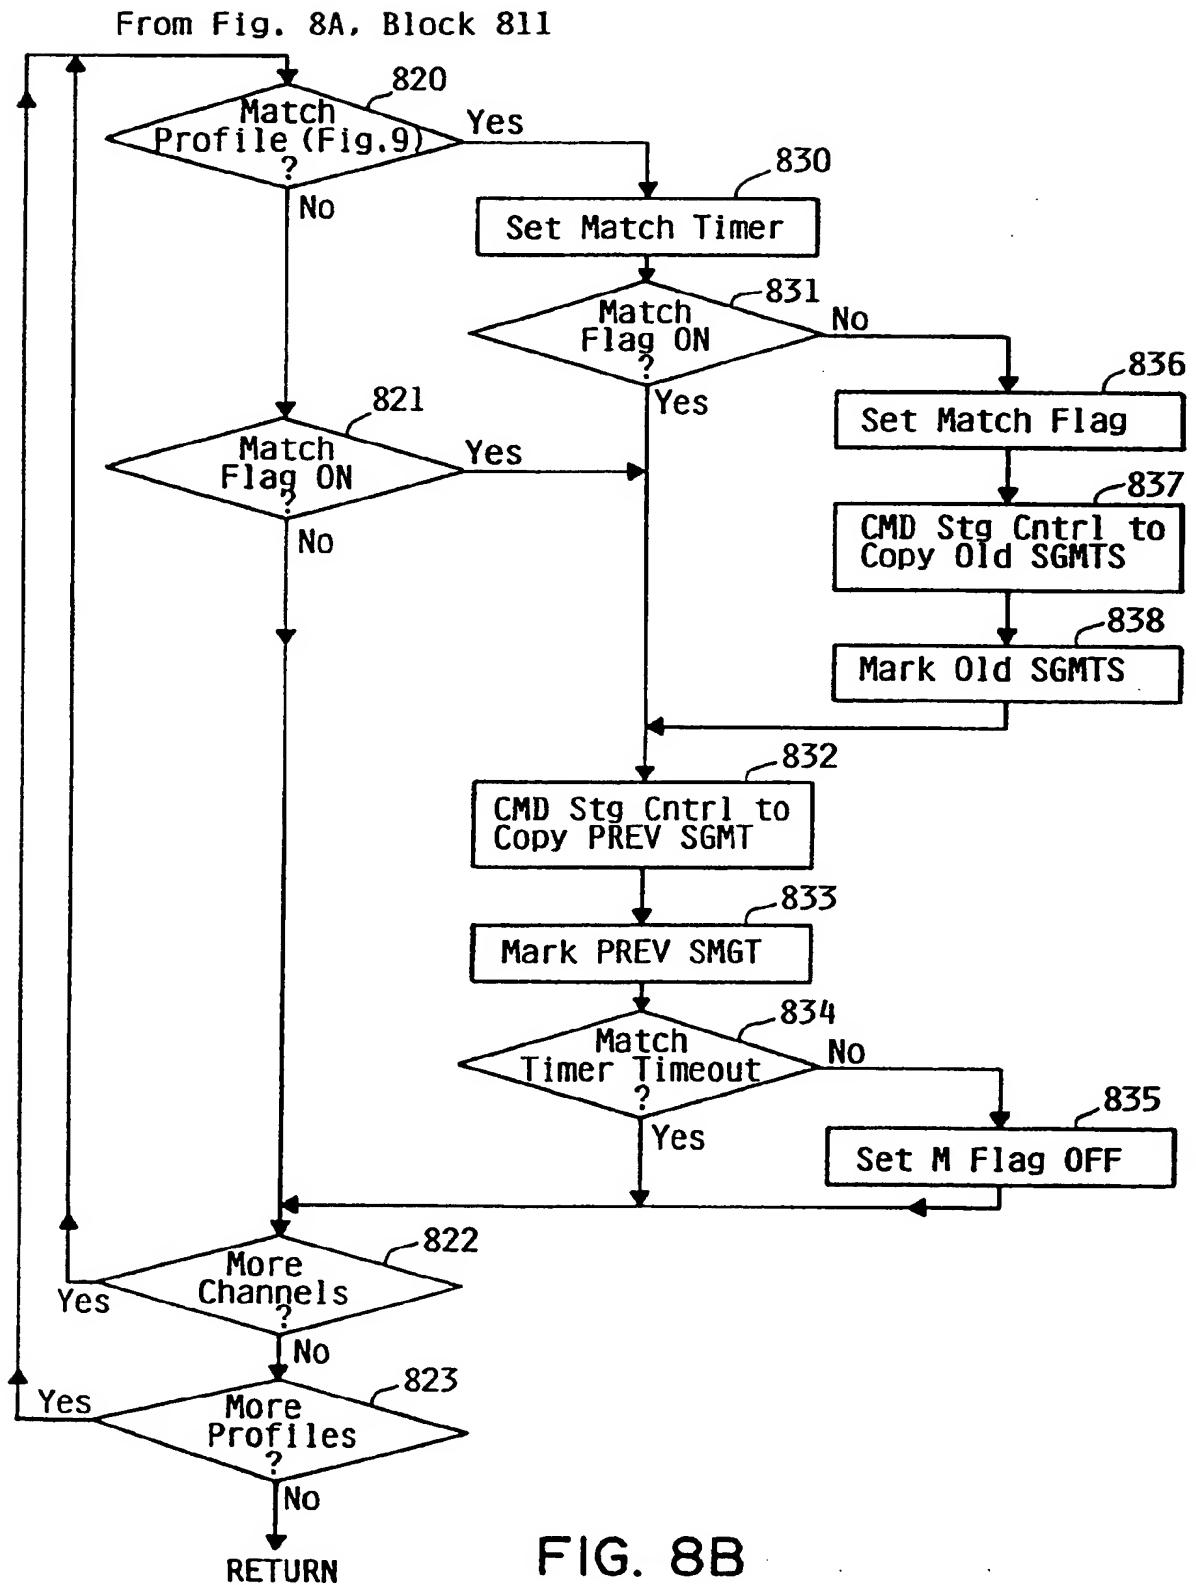 From Fig. 8A, Block 811
820
Match
Profile (Fig.9)
?
Yes
No
830
Set Match Timer
831
Match
Flag ON
?
No
Yes
836
Set Match Flag
821
Match
Flag ON
?
Yes
No
837
CMD Stg Cntrl to
Copy Old SGMTS
838
Mark Old SGMTS
832
CMD Stg Cntrl to
Copy PREV SGMT
833
Mark PREV SMGT
834
Match
Timer Timeout
?
No
Yes
835
Set M Flag OFF
822
More
Channels
?
Yes
No
823
More
Profiles
?
Yes
No
RETURN
FIG. 8B